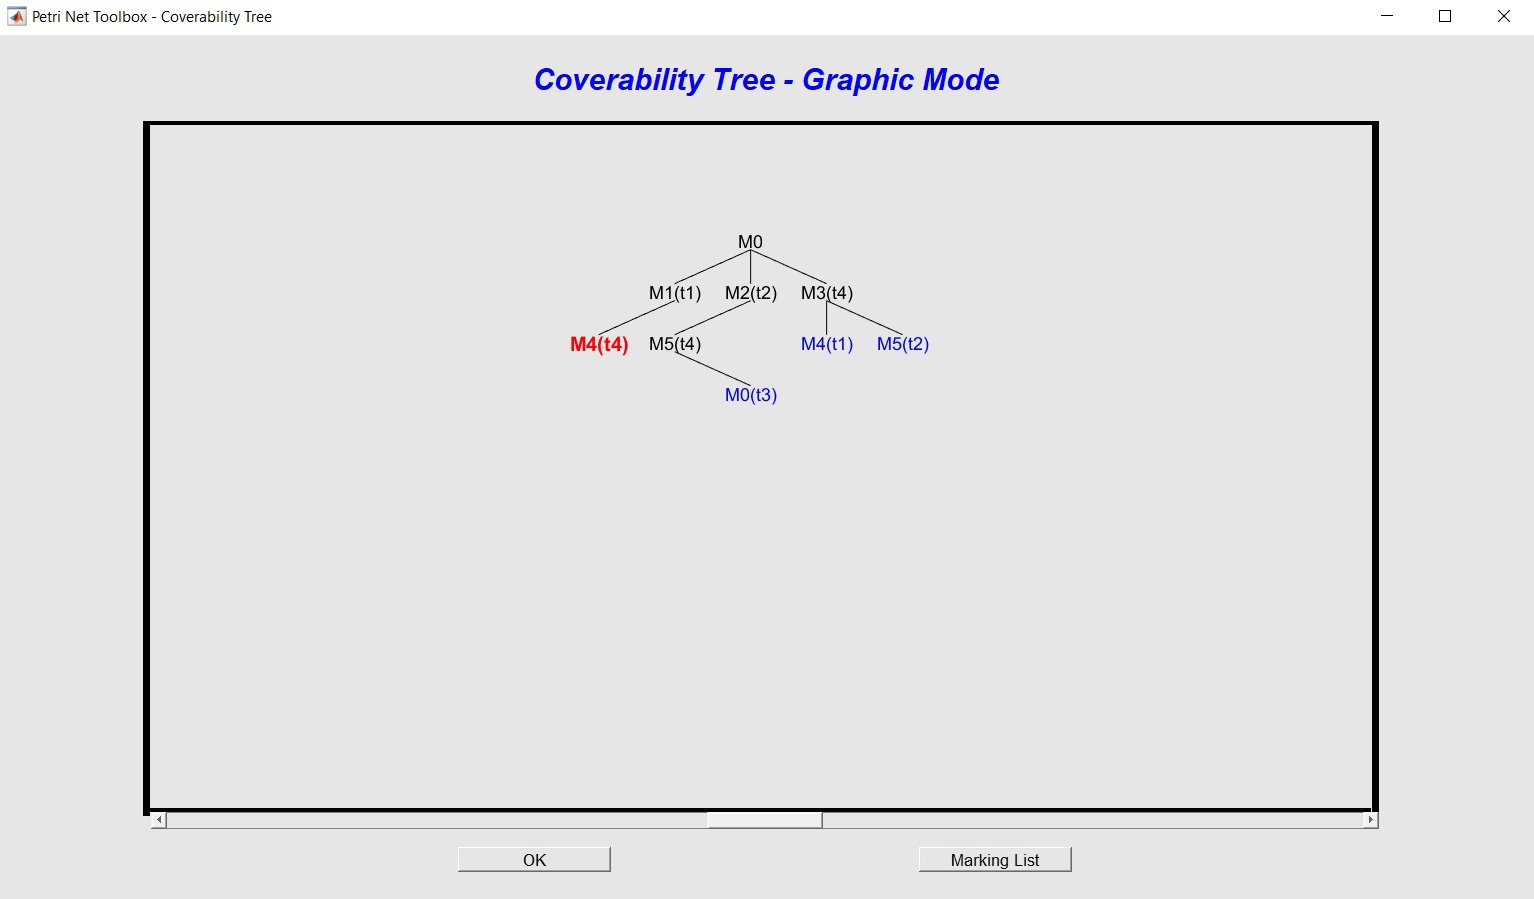 Petri Net Toolbox - Coverability Tree
Coverability Tree - Graphic Mode
M0
M1(t1) M2(t2) M3(t4)
M4(t4) M5(t4) M4(t1) M5(t2)
M0(t3)
OK Marking List